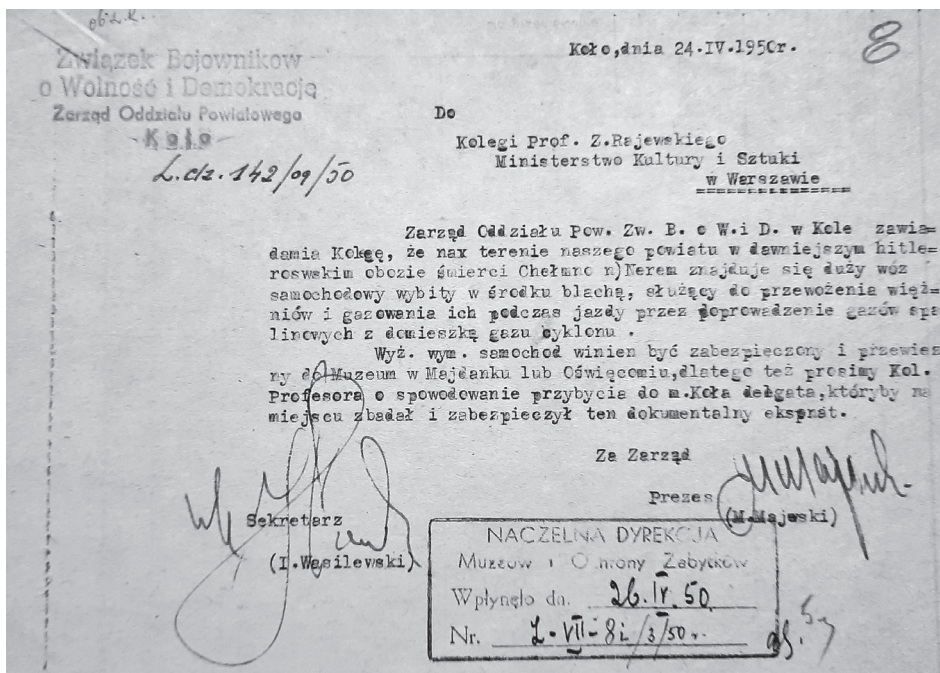 Koło,dnia 24.IV.1950r.
8
Związek Bojowników
o Wolność i Demokrację
Zarząd Oddziału Powiatowego
- Koło -
L.dz. 142/09/50
Do
Kolegi Prof. Z.Rajewskiego
Ministerstwo Kultury i Sztuki
w Warszawie
Zarząd Oddziału Pow. Zw. B. o W.i D. w Kole zawia=
damia Kolegę, że nax terenie naszego powiatu w dawniejszym hitle=
rowskim obozie śmierci Chełmno n)Nerem znajduje się duży wóz
samochodowy wybity w środku blachą, służący do przewożenia więź=
niów i gazowania ich podczas jazdy przez doprowadzenie gazów spa
linowych z domieszką gazu cyklonu .
Wyż. wym. samochód winien być zabezpieczony i przewiez
ny do Muzeum w Majdanku lub Oświęcomiu,dlatego też prosimy Kol.
Profesora o spowodowanie przybycia do m.Koła delegata,któryby na
miejscu zbadał i zabezpieczył ten dokumentalny eksponat.
Za Zarząd
Prezes
(M.Majewski)
Sekretarz
(I.Wasilewski)
NACZELNA DYREKCJA
Muzeów i Ochrony Zabytków
Wpłynęło da. 26.IV.50
Nr.